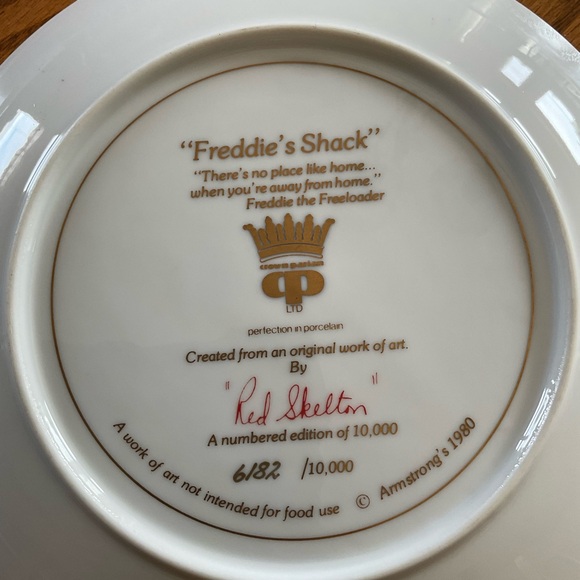 “Freddie’s Shack”
“There’s no place like home...
when you’re away from home.”
Freddie the Freeloader
crown parian
cp
LTD
perfection in porcelain
Created from an original work of art.
By
"Red Skelton"
A numbered edition of 10,000
6182 /10,000
A work of art not intended for food use © Armstrong's 1980